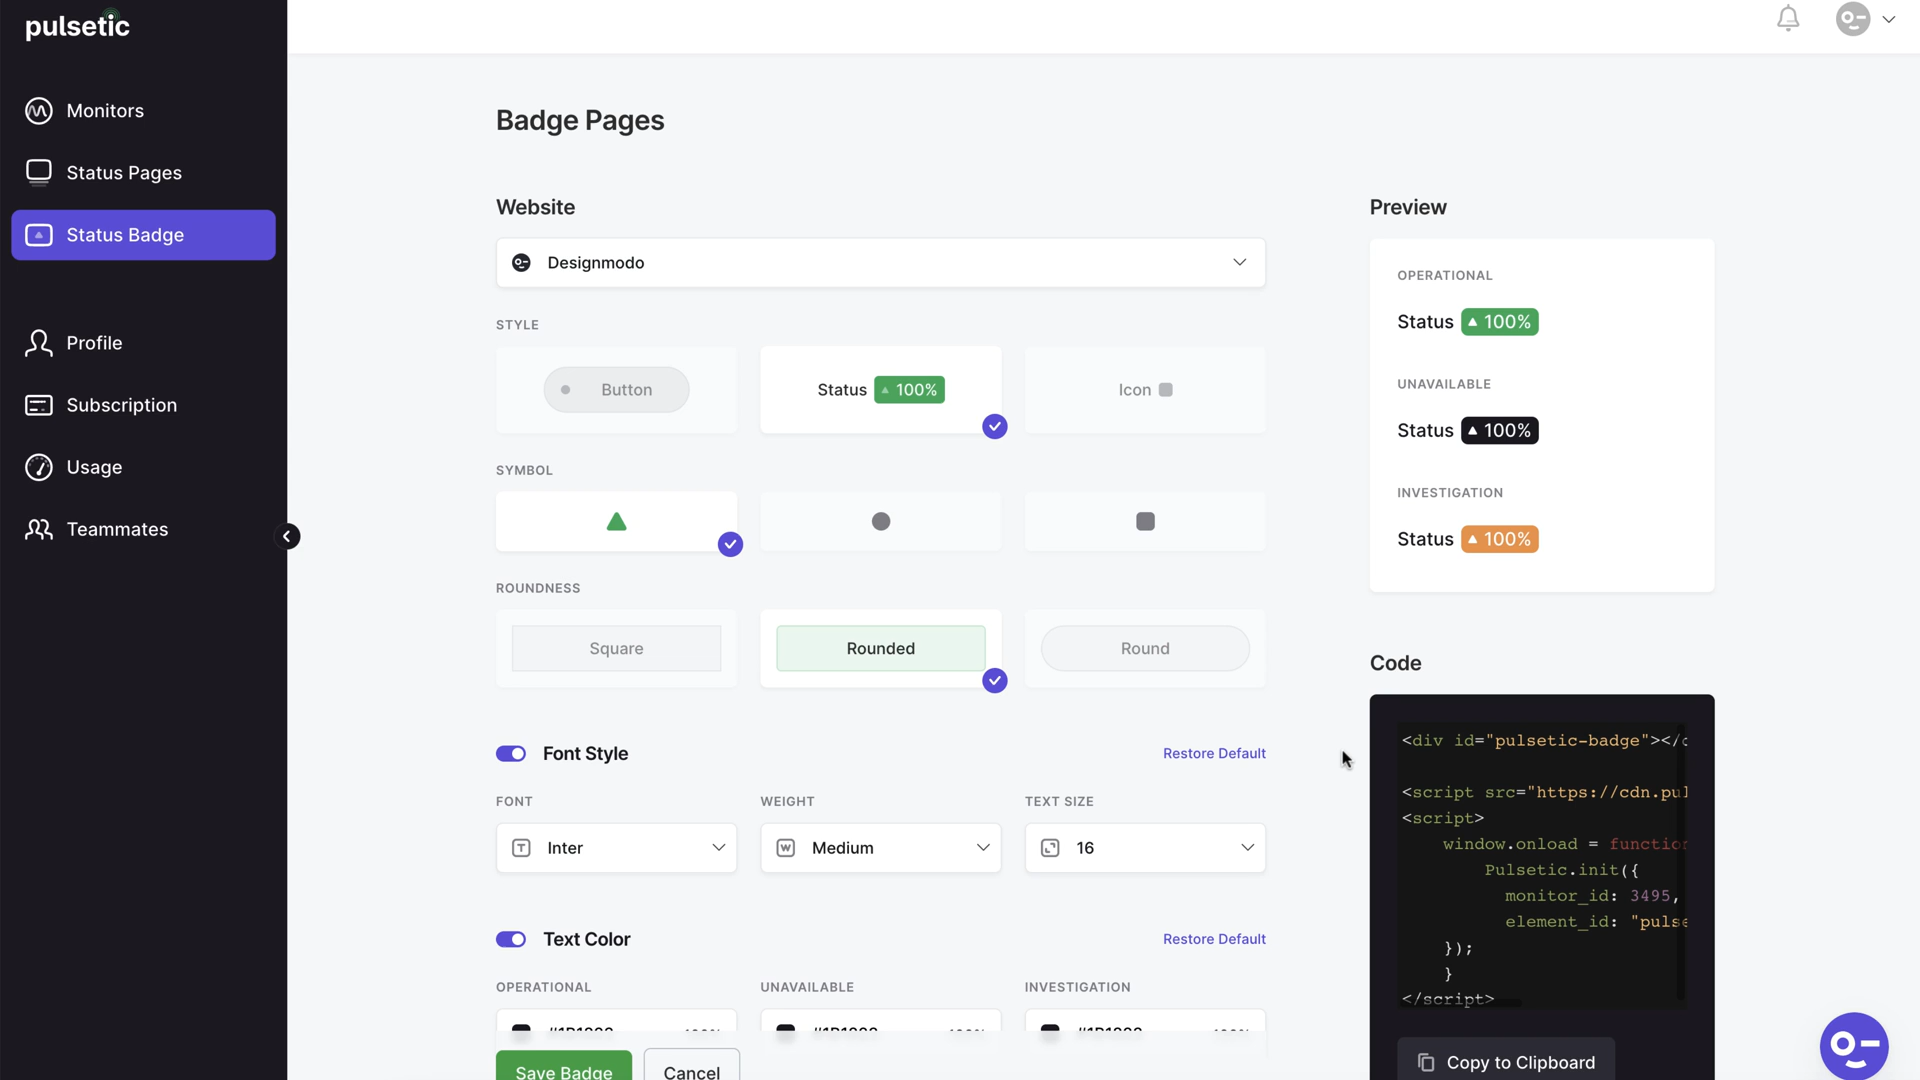 pulsetic
Monitors
Status Pages
Status Badge
Profile
Subscription
Usage
Teammates
Badge Pages
Website
Designmodo
STYLE
Button
Status 100%
Icon
SYMBOL
ROUNDNESS
Square
Rounded
Round
Font Style
Restore Default
FONT
WEIGHT
TEXT SIZE
Inter
Medium
16
Text Color
Restore Default
OPERATIONAL
UNAVAILABLE
INVESTIGATION
Save Badge
Cancel
Preview
OPERATIONAL
Status 100%
UNAVAILABLE
Status 100%
INVESTIGATION
Status 100%
Code
<div id="pulsetic-badge"></
<script src="https://cdn.pul
<script>
window.onload = function
Pulsetic.init({
monitor_id: 3495,
element_id: "pulse
});
}
</script>
Copy to Clipboard